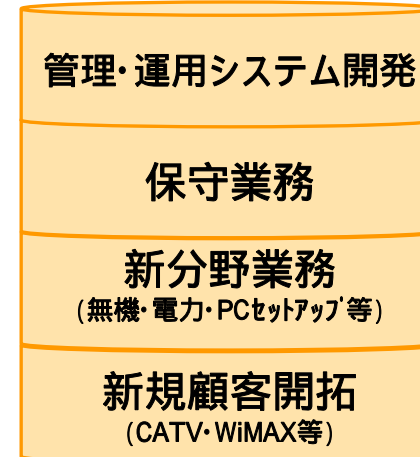 管理・運用システム開発
保守業務
新分野業務
(無機・電力・PCｾｯﾄｱｯﾌﾟ等)
新規顧客開拓
(CATV・WiMAX等)